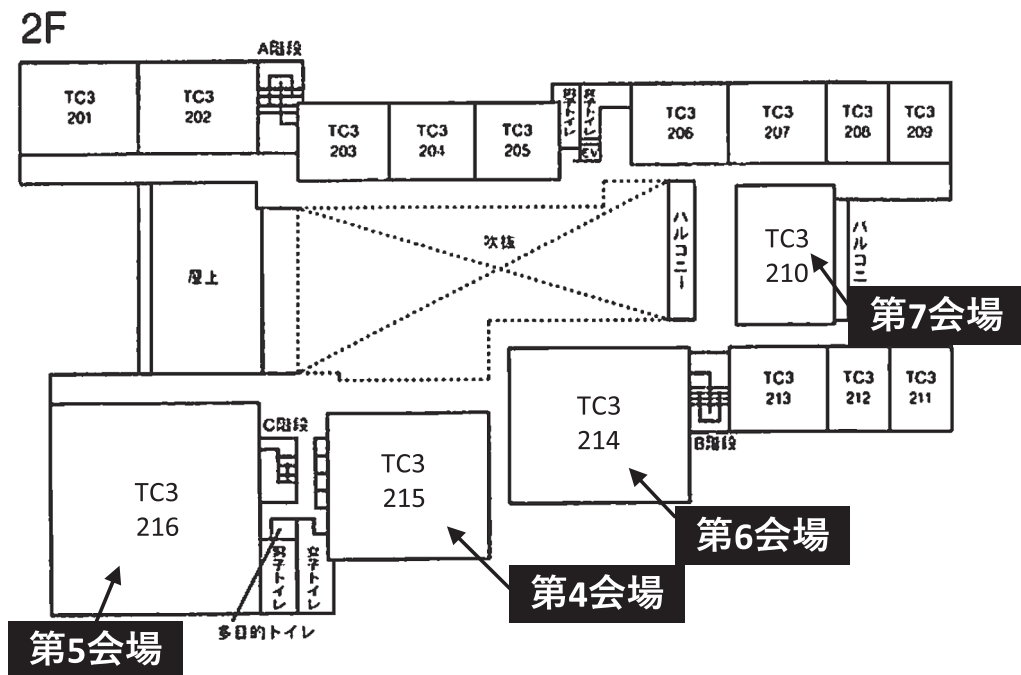 2F
A階段
TC3
201
TC3
202
TC3
203
TC3
204
TC3
205
男子トイレ
女子トイレ
EV
TC3
206
TC3
207
TC3
208
TC3
209
屋上
吹抜
バルコニー
TC3
210
バルコニ
第7会場
TC3
216
C階段
TC3
215
TC3
214
B階段
TC3
213
TC3
212
TC3
211
第6会場
第4会場
男子トイレ
女子トイレ
多目的トイレ
第5会場